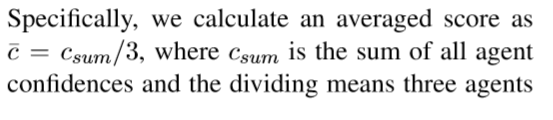 Specifically, we calculate an averaged score as
c̄ = c_sum/3, where c_sum is the sum of all agent
confidences and the dividing means three agents